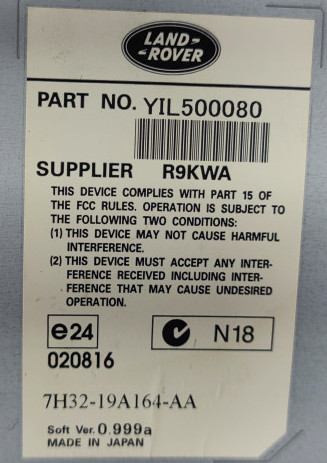 LAND-
-ROVER
PART NO. YIL500080
SUPPLIER R9KWA
THIS DEVICE COMPLIES WITH PART 15 OF
THE FCC RULES. OPERATION IS SUBJECT TO
THE FOLLOWING TWO CONDITIONS:
(1) THIS DEVICE MAY NOT CAUSE HARMFUL
INTERFERENCE.
(2) THIS DEVICE MUST ACCEPT ANY INTER-
FERENCE RECEIVED INCLUDING INTER-
FERENCE THAT MAY CAUSE UNDESIRED
OPERATION.
e24 N18
020816
7H32-19A164-AA
Soft Ver. 0.999a
MADE IN JAPAN